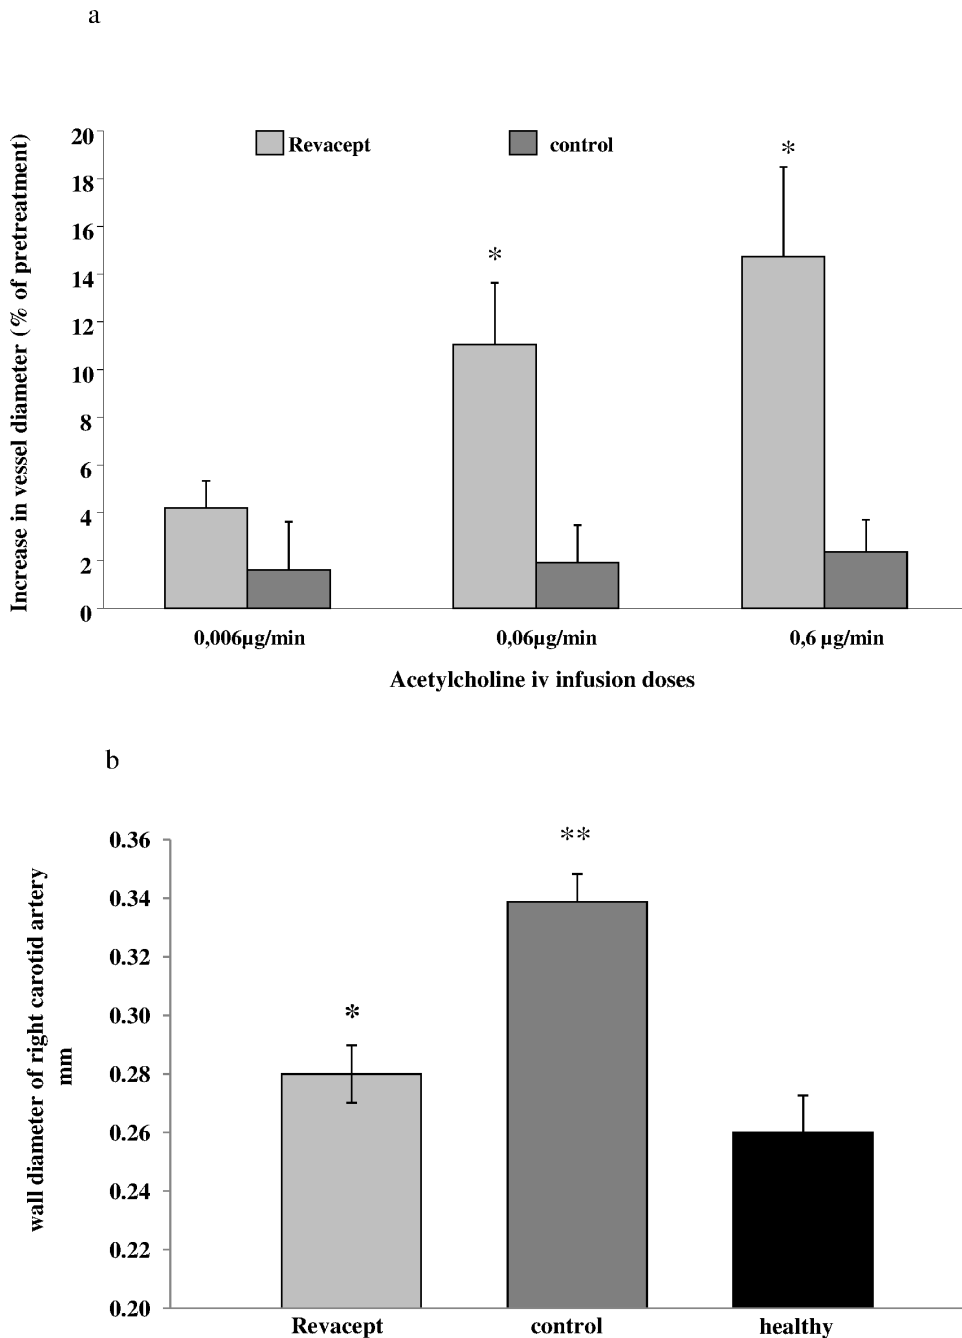 a
Increase in vessel diameter (% of pretreatment)
20
18
16
14
12
10
8
6
4
2
0
Revacept
control
*
*
0,006µg/min
0,06µg/min
0,6 µg/min
Acetylcholine iv infusion doses
b
wall diameter of right carotid artery
mm
0.36
0.34
0.32
0.30
0.28
0.26
0.24
0.22
0.20
*
**
Revacept
control
healthy